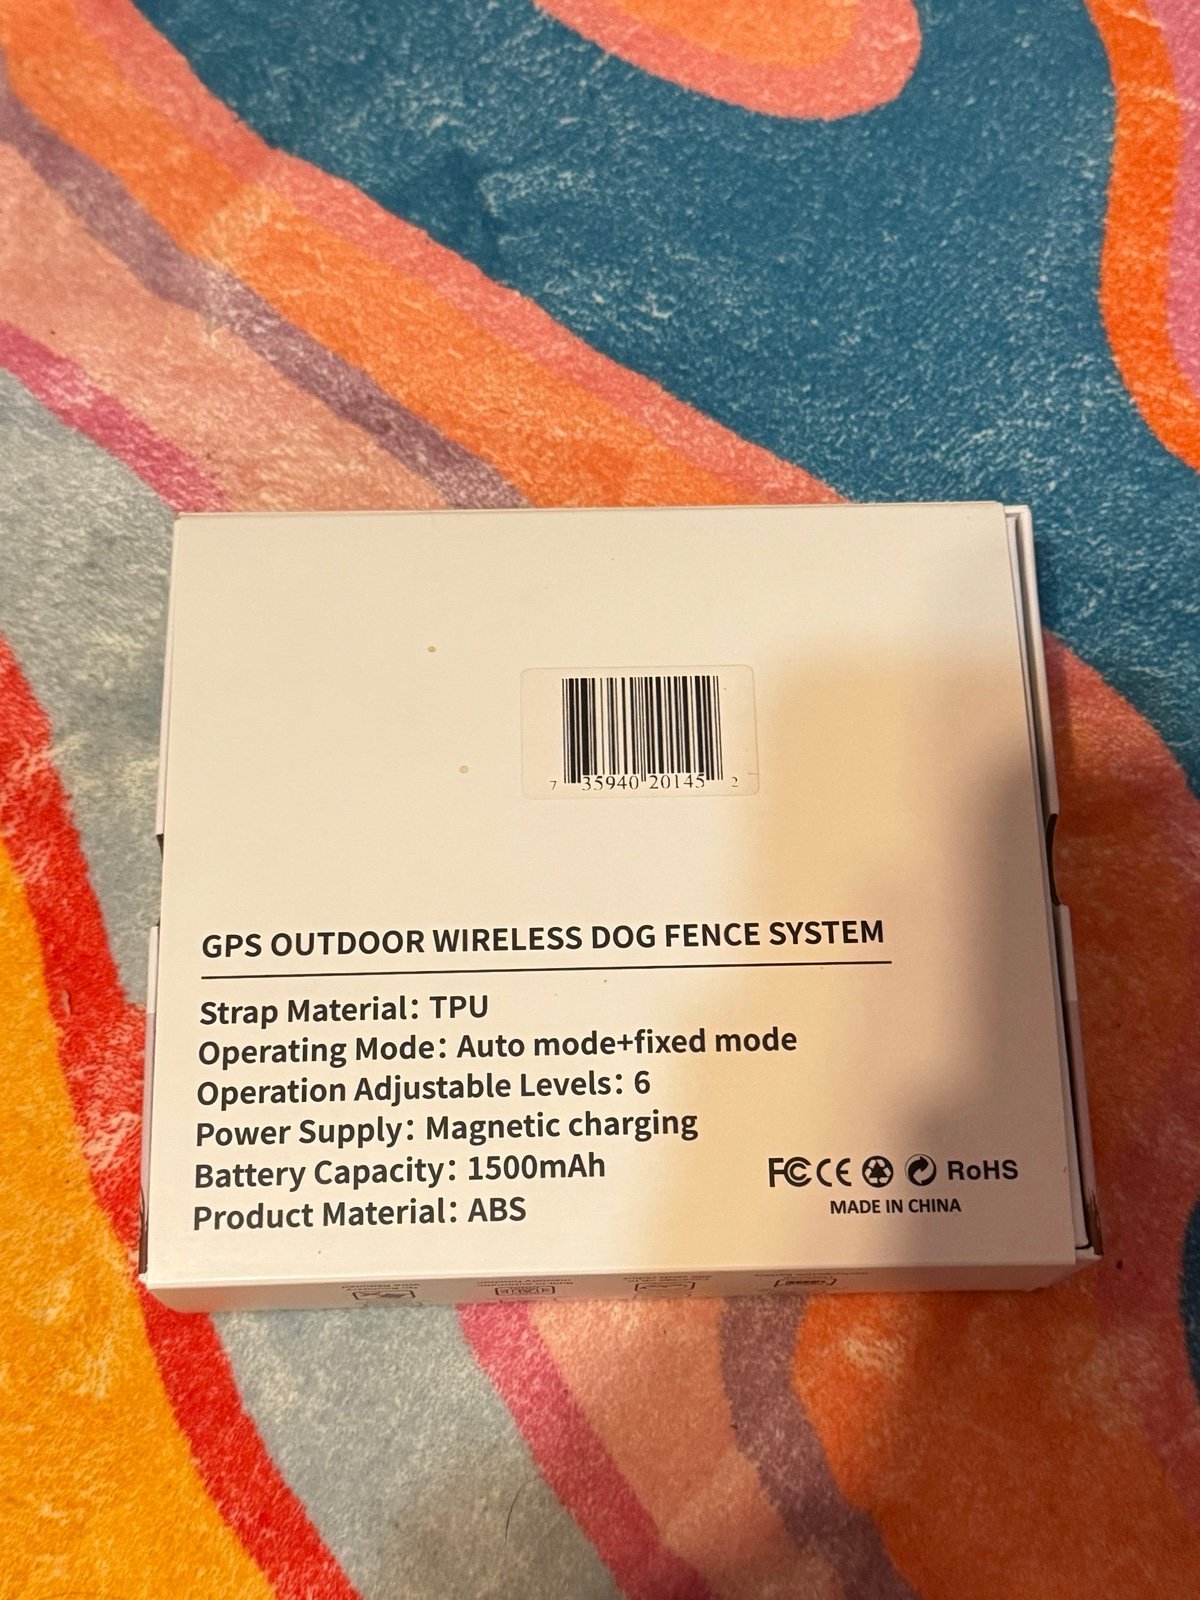 7 35940 20145 2
GPS OUTDOOR WIRELESS DOG FENCE SYSTEM
Strap Material: TPU
Operating Mode: Auto mode+fixed mode
Operation Adjustable Levels: 6
Power Supply: Magnetic charging
Battery Capacity: 1500mAh
Product Material: ABS
FC CE RoHS
MADE IN CHINA